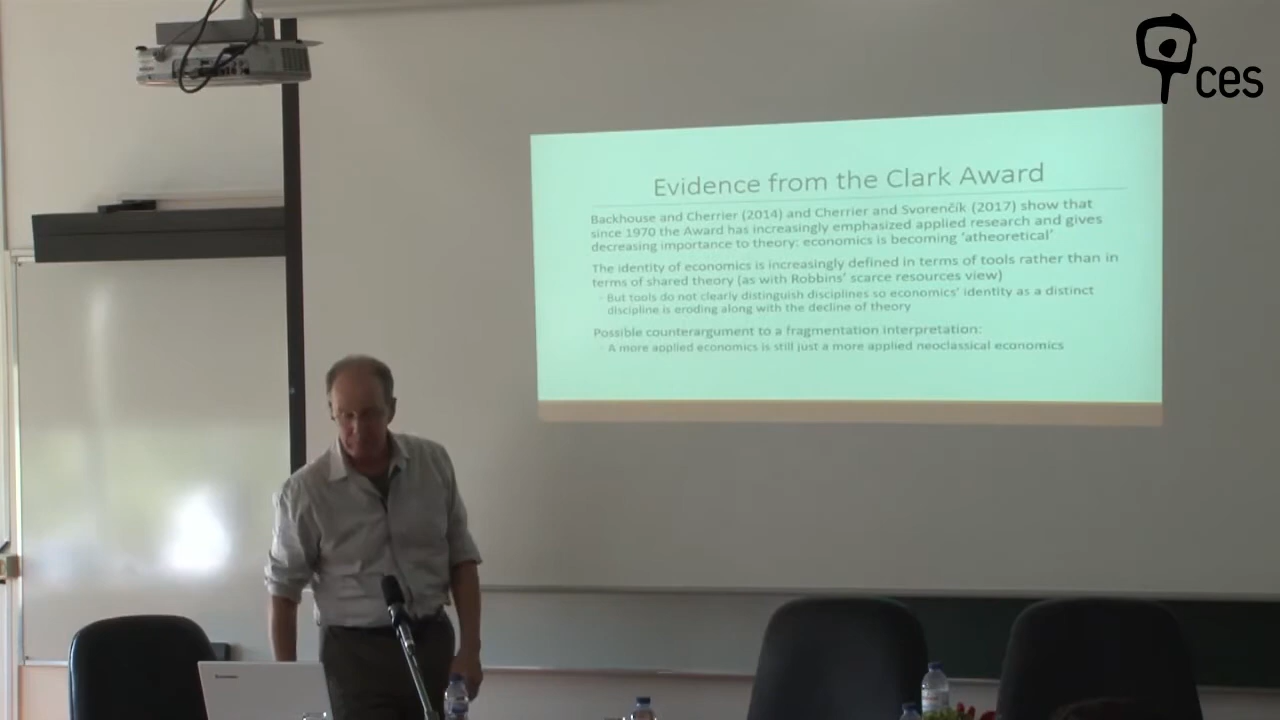 ces
Evidence from the Clark Award
Backhouse and Cherrier (2014) and Cherrier and Svorenčík (2017) show that
since 1970 the Award has increasingly emphasized applied research and gives
decreasing importance to theory: economics is becoming 'atheoretical'
The identity of economics is increasingly defined in terms of tools rather than in
terms of shared theory (as with Robbins' scarce resources view)
But tools do not clearly distinguish disciplines so economics' identity as a distinct
discipline is eroding along with the decline of theory
Possible counterargument to a fragmentation interpretation:
A more applied economics is still just a more applied neoclassical economics